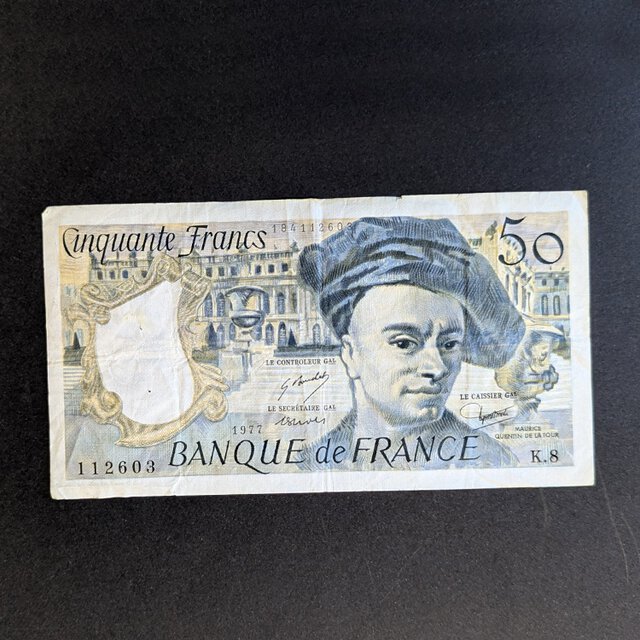 Cinquante Francs
184112603
50
LE CONTROLEUR GAL
LE SECRÉTAIRE GAL
LE CAISSIER GAL
MAURICE
QUENTIN DE LA TOUR
1977
BANQUE de FRANCE
112603
K.8